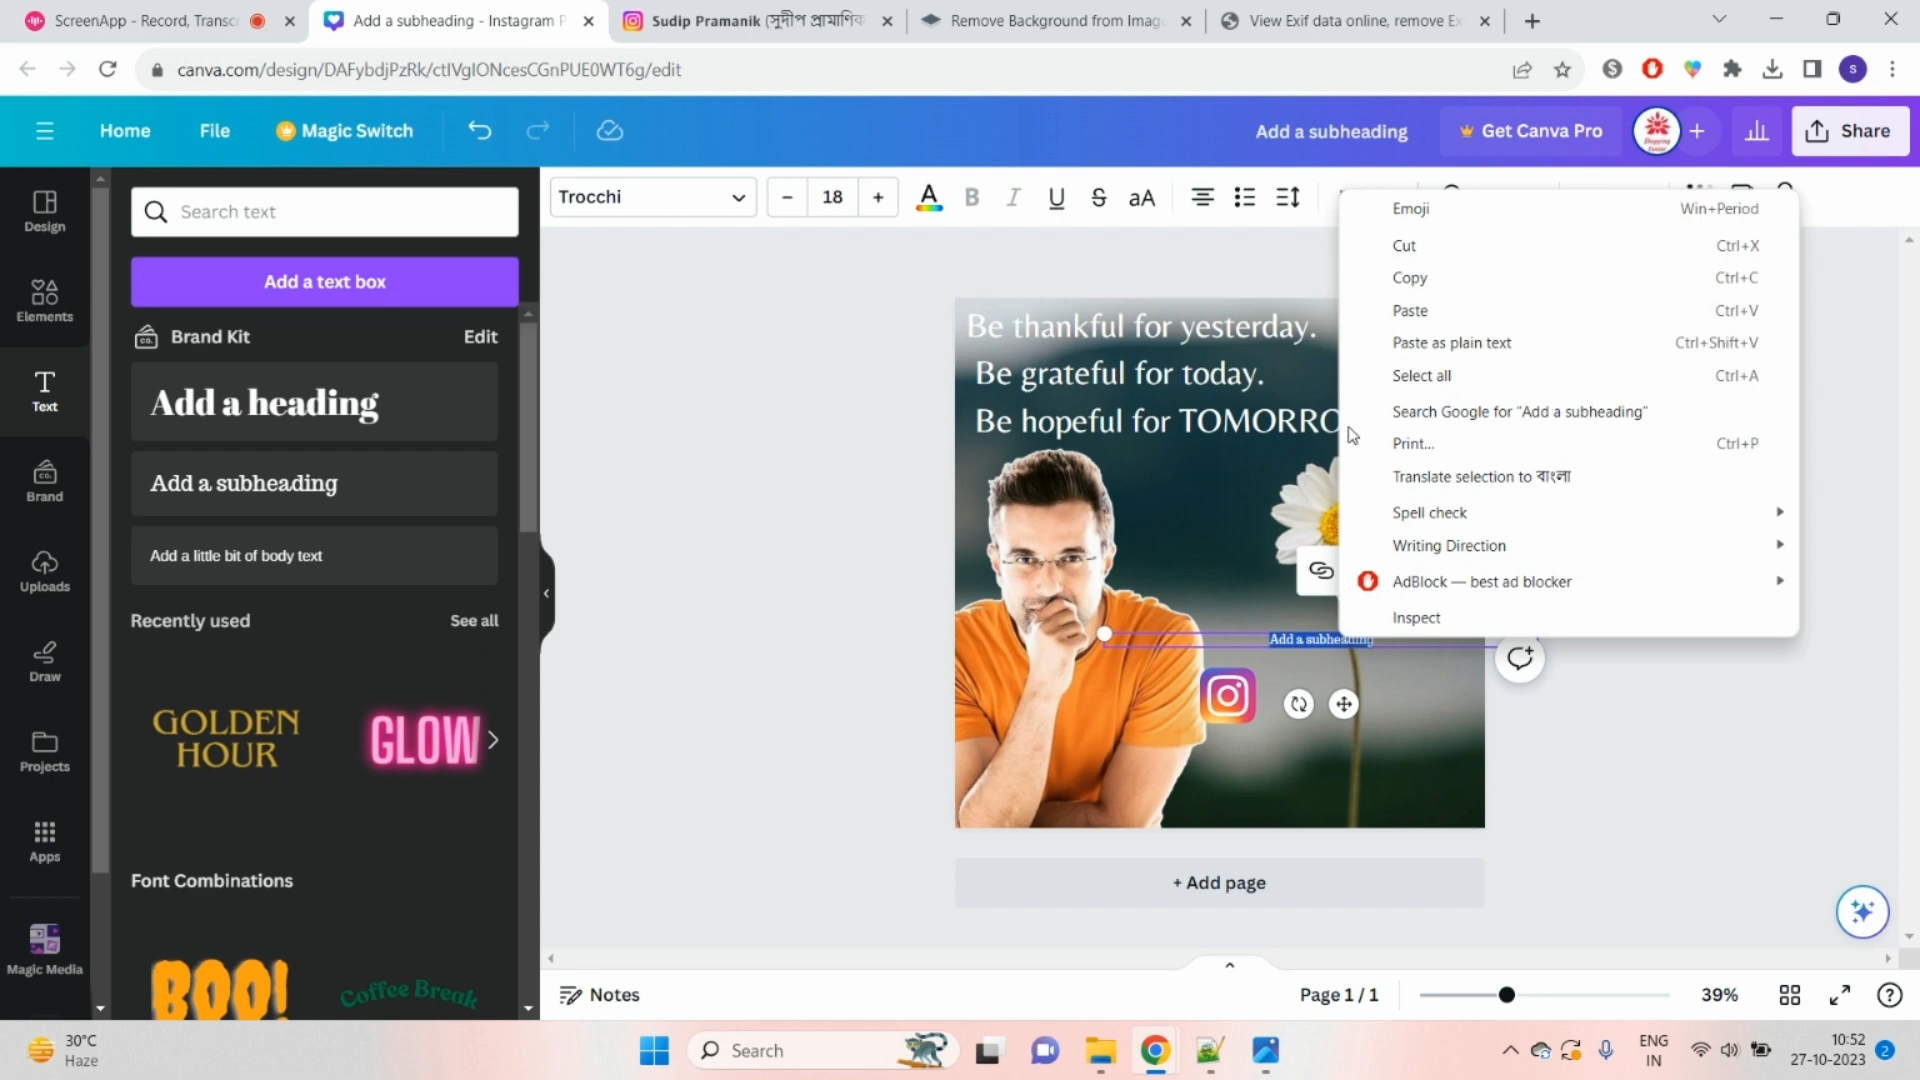 ScreenApp - Record, Transc
Add a subheading - Instagram P
Sudip Pramanik (সুদীপ প্রামাণিক
Remove Background from Imag
View Exif data online, remove Ex
canva.com/design/DAFybdjPzRk/ctIVgIONcesCGnPUE0WT6g/edit
S
Home
File
Magic Switch
Add a subheading
Get Canva Pro
Share
Design
Elements
Text
Brand
Uploads
Draw
Projects
Apps
Magic Media
Search text
Add a text box
Brand Kit
Edit
Add a heading
Add a subheading
Add a little bit of body text
Recently used
See all
GOLDEN
HOUR
GLOW
Font Combinations
BOO!
Coffee Break
Trocchi
18
Be thankful for yesterday.
Be grateful for today.
Be hopeful for TOMORRO
Add a subheading
+ Add page
Emoji Win+Period
Cut Ctrl+X
Copy Ctrl+C
Paste Ctrl+V
Paste as plain text Ctrl+Shift+V
Select all Ctrl+A
Search Google for "Add a subheading"
Print... Ctrl+P
Translate selection to বাংলা
Spell check
Writing Direction
AdBlock — best ad blocker
Inspect
Notes
Page 1 / 1
39%
30°C
Haze
Search
ENG
IN
10:52
27-10-2023
2